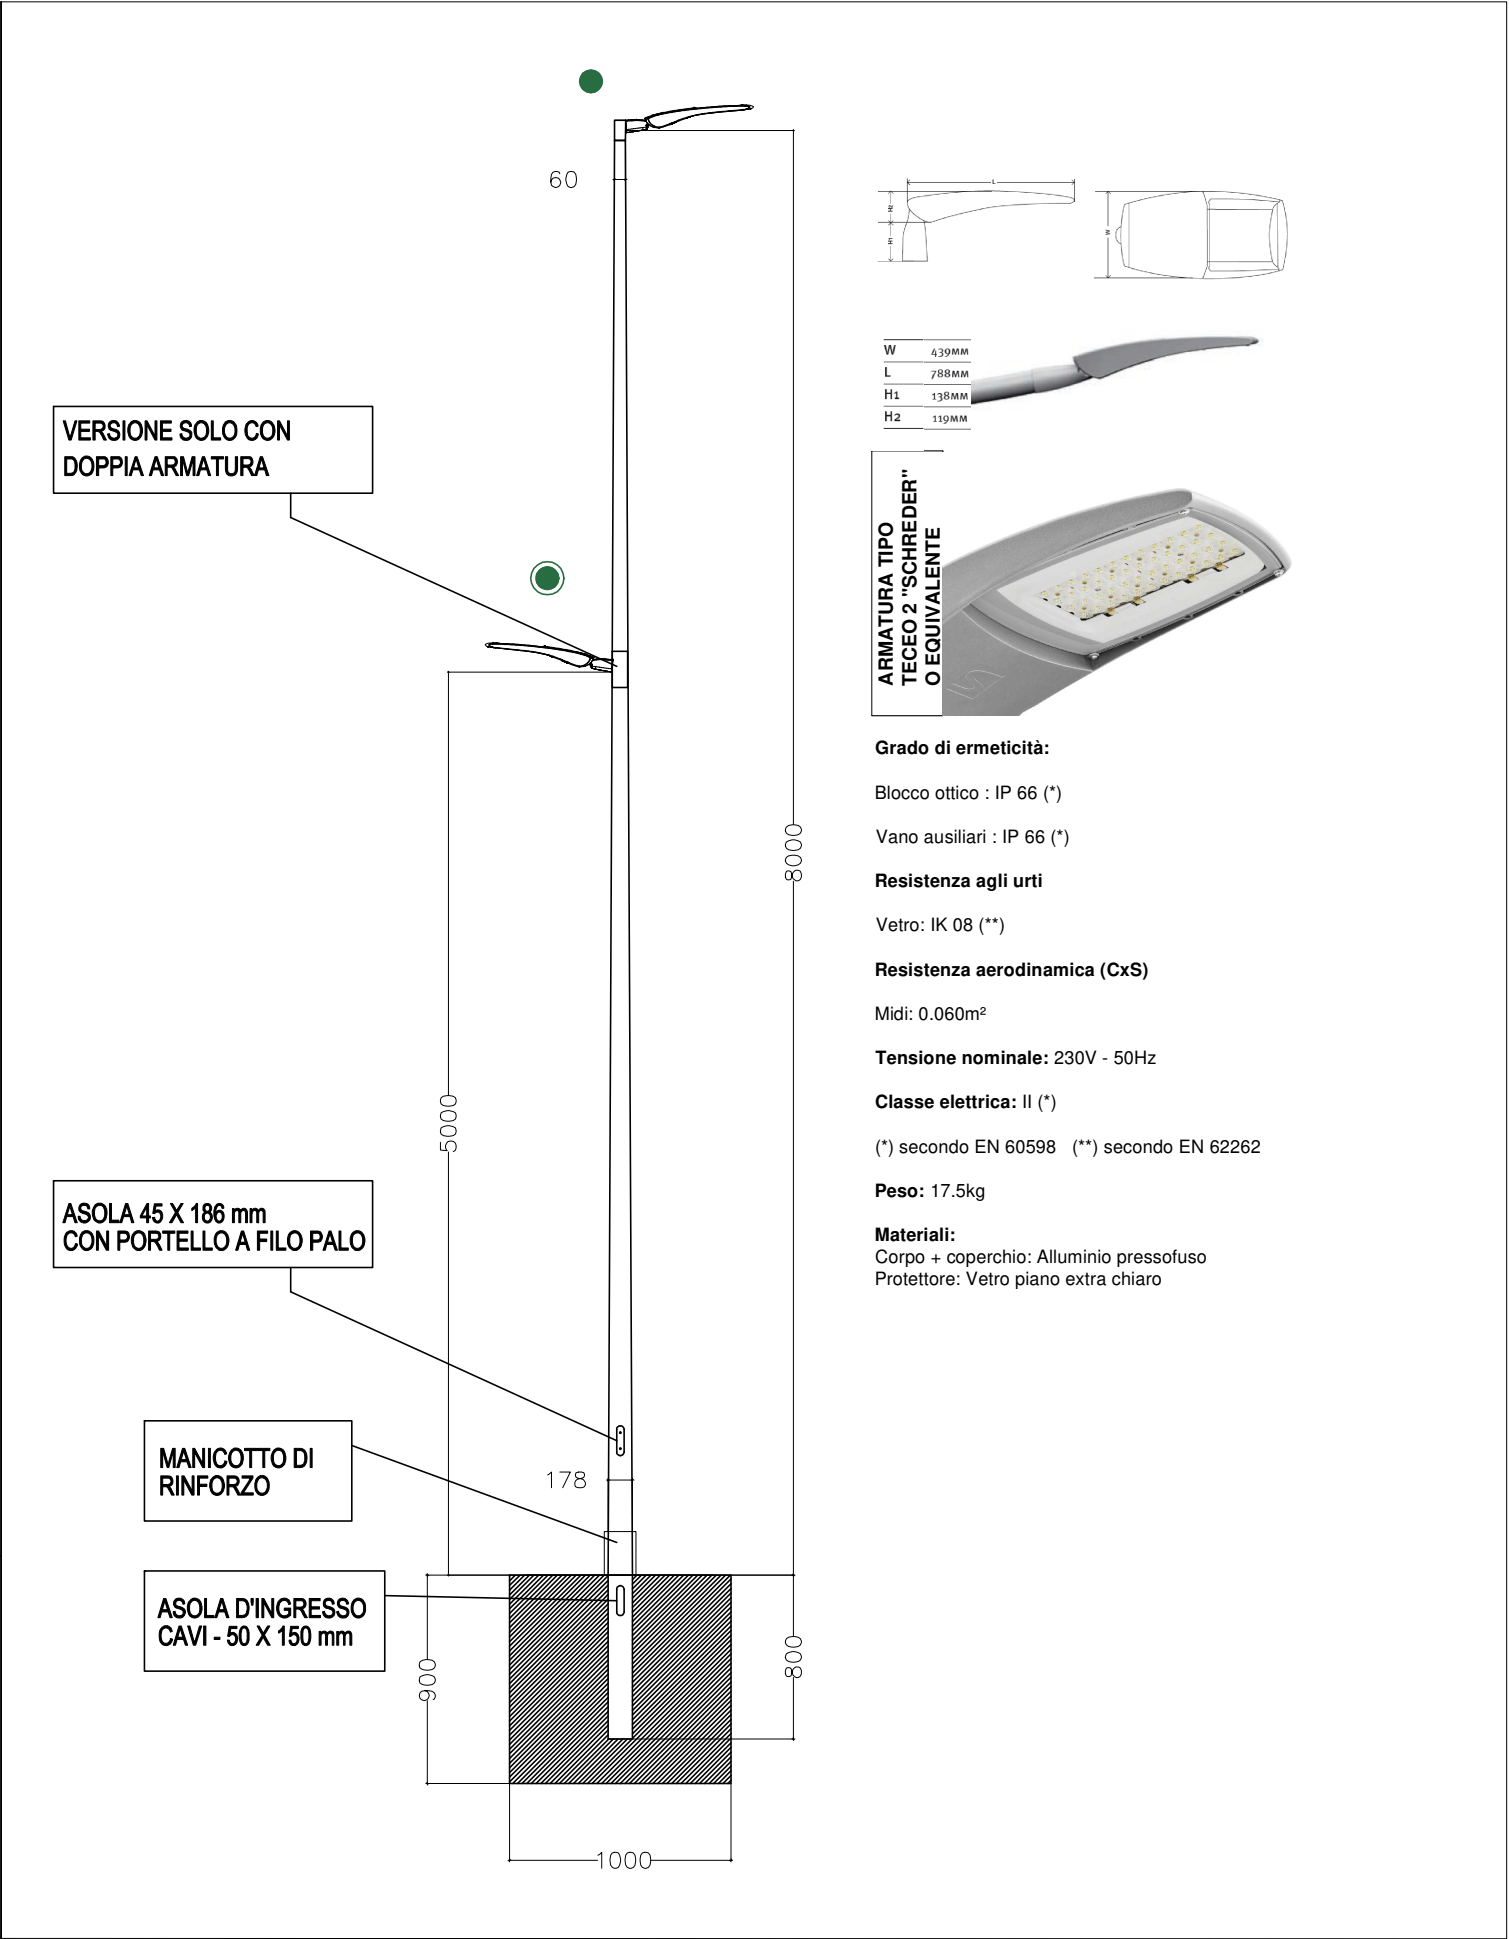 60
L
H2
H1
W
W 439MM
L 788MM
H1 138MM
H2 119MM
VERSIONE SOLO CON
DOPPIA ARMATURA
ARMATURA TIPO
TECEO 2 "SCHREDER"
O EQUIVALENTE
Grado di ermeticità:
Blocco ottico : IP 66 (*)
Vano ausiliari : IP 66 (*)
Resistenza agli urti
Vetro: IK 08 (**)
Resistenza aerodinamica (CxS)
Midi: 0.060m²
Tensione nominale: 230V - 50Hz
Classe elettrica: II (*)
(*) secondo EN 60598 (**) secondo EN 62262
Peso: 17.5kg
Materiali:
Corpo + coperchio: Alluminio pressofuso
Protettore: Vetro piano extra chiaro
8000
5000
ASOLA 45 X 186 mm
CON PORTELLO A FILO PALO
MANICOTTO DI
RINFORZO
178
ASOLA D'INGRESSO
CAVI - 50 X 150 mm
900
800
1000